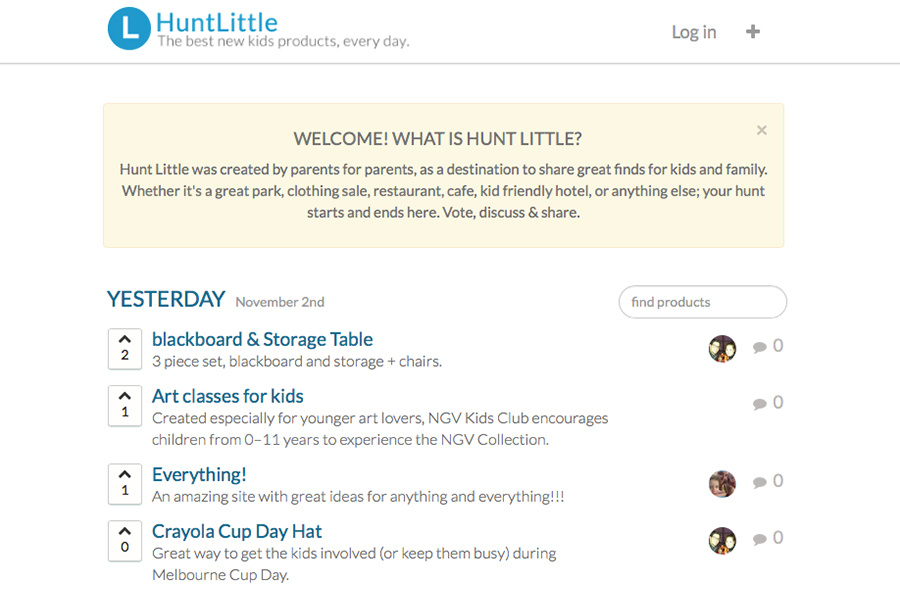 L HuntLittle
The best new kids products, every day.
Log in +
×
WELCOME! WHAT IS HUNT LITTLE?
Hunt Little was created by parents for parents, as a destination to share great finds for kids and family.
Whether it's a great park, clothing sale, restaurant, cafe, kid friendly hotel, or anything else; your hunt
starts and ends here. Vote, discuss & share.
YESTERDAY November 2nd
find products
2
blackboard & Storage Table
3 piece set, blackboard and storage + chairs.
0
1
Art classes for kids
Created especially for younger art lovers, NGV Kids Club encourages
children from 0–11 years to experience the NGV Collection.
0
1
Everything!
An amazing site with great ideas for anything and everything!!!
0
0
Crayola Cup Day Hat
Great way to get the kids involved (or keep them busy) during
Melbourne Cup Day.
0